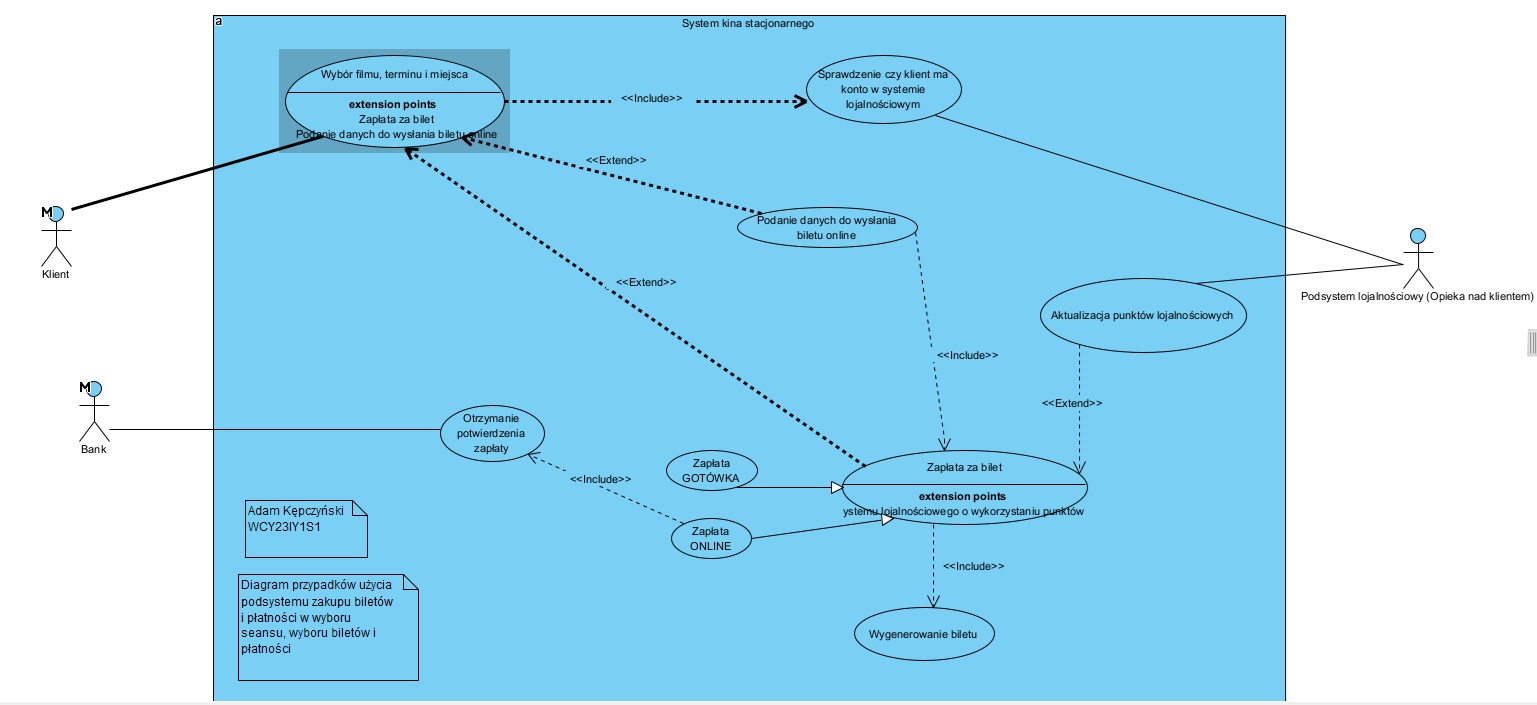 a
System kina stacjonarnego
Wybór filmu, terminu i miejsca
extension points
Zapłata za bilet
Podanie danych do wysłania biletu online
<<Include>>
Sprawdzenie czy klient ma
konto w systemie
lojalnościowym
<<Extend>>
Podanie danych do wysłania
biletu online
M
Klient
<<Extend>>
Podsystem lojalnościowy (Opieka nad klientem)
Aktualizacja punktów lojalnościowych
<<Include>>
<<Extend>>
M
Bank
Otrzymanie
potwierdzenia
zapłaty
<<Include>>
Zapłata
GOTÓWKA
Zapłata za bilet
extension points
ystemu lojalnościowego o wykorzystaniu punktów
Zapłata
ONLINE
<<Include>>
Wygenerowanie biletu
Adam Kępczyński
WCY23IY1S1
Diagram przypadków użycia
podsystemu zakupu biletów
i płatności w wyboru
seansu, wyboru biletów i
płatności